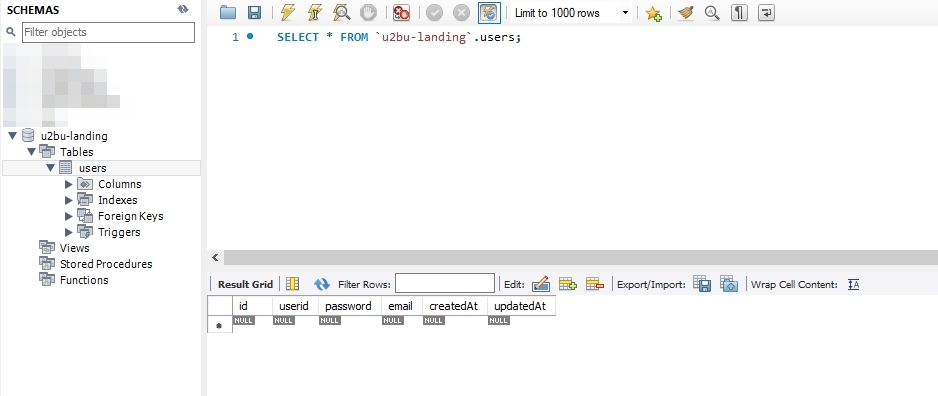 SCHEMAS
Filter objects
u2bu-landing
Tables
users
Columns
Indexes
Foreign Keys
Triggers
Views
Stored Procedures
Functions
Limit to 1000 rows
1 SELECT * FROM `u2bu-landing`.users;
Result Grid Filter Rows: Edit: Export/Import: Wrap Cell Content: IA
id userid password email createdAt updatedAt
* NULL NULL NULL NULL NULL NULL